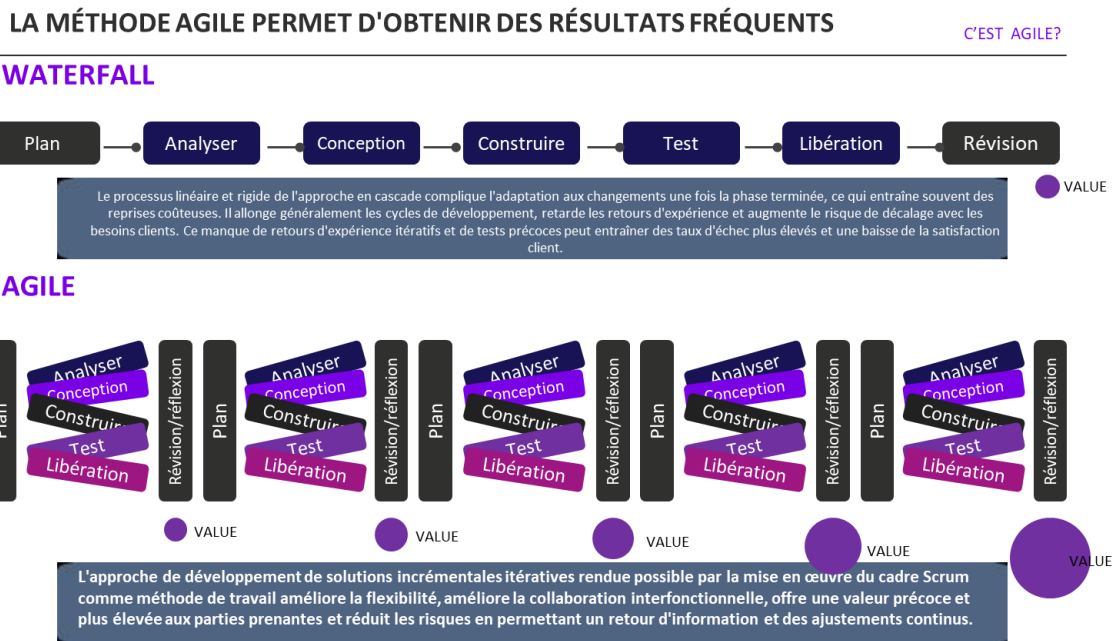 LA MÉTHODE AGILE PERMET D'OBTENIR DES RÉSULTATS FRÉQUENTS
C'EST AGILE?
WATERFALL
Plan
Analyser
Conception
Construire
Test
Libération
Révision
VALUE
Le processus linéaire et rigide de l'approche en cascade complique l'adaptation aux changements une fois la phase terminée, ce qui entraîne souvent des
reprises coûteuses. Il allonge généralement les cycles de développement, retarde les retours d'expérience et augmente le risque de décalage avec les
besoins clients. Ce manque de retours d'expérience itératifs et de tests précoces peut entraîner des taux d'échec plus élevés et une baisse de la satisfaction
client.
AGILE
Plan
Analyser
Conception
Construire
Test
Libération
Révision/réflexion
Plan
Analyser
Conception
Construire
Test
Libération
Révision/réflexion
Plan
Analyser
Conception
Construire
Test
Libération
Révision/réflexion
Plan
Analyser
Conception
Construire
Test
Libération
Révision/réflexion
Plan
Analyser
Conception
Construire
Test
Libération
Révision/réflexion
VALUE
VALUE
VALUE
VALUE
VALUE
L'approche de développement de solutions incrémentales itératives rendue possible par la mise en œuvre du cadre Scrum
comme méthode de travail améliore la flexibilité, améliore la collaboration interfonctionnelle, offre une valeur précoce et
plus élevée aux parties prenantes et réduit les risques en permettant un retour d'information et des ajustements continus.